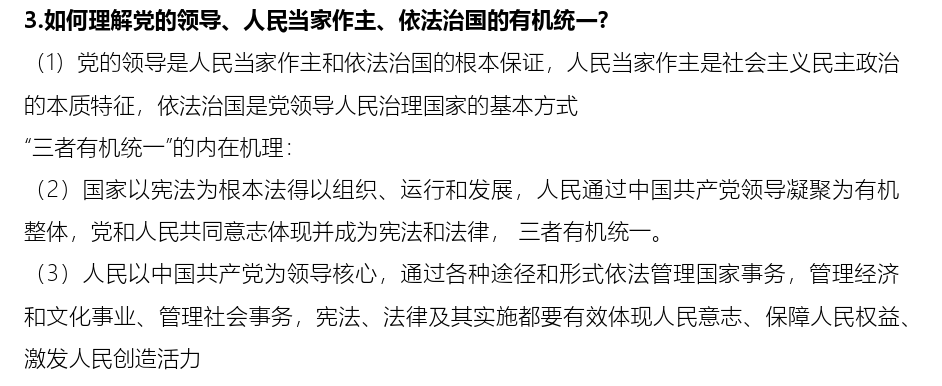 3.如何理解党的领导、人民当家作主、依法治国的有机统一?
（1）党的领导是人民当家作主和依法治国的根本保证，人民当家作主是社会主义民主政治
的本质特征，依法治国是党领导人民治理国家的基本方式
“三者有机统一”的内在机理：
（2）国家以宪法为根本法得以组织、运行和发展，人民通过中国共产党领导凝聚为有机
整体，党和人民共同意志体现并成为宪法和法律， 三者有机统一。
（3）人民以中国共产党为领导核心，通过各种途径和形式依法管理国家事务，管理经济
和文化事业、管理社会事务，宪法、法律及其实施都要有效体现人民意志、保障人民权益、
激发人民创造活力